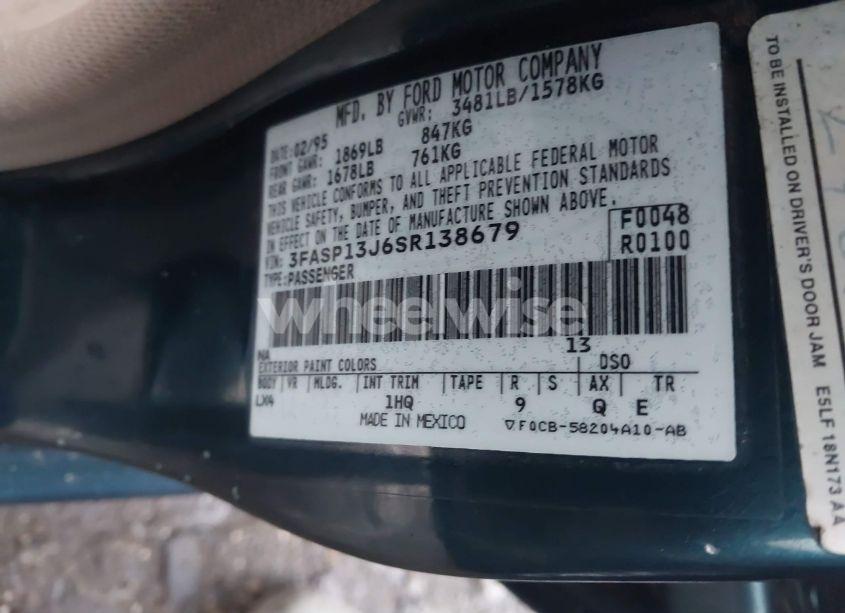 MFD. BY FORD MOTOR COMPANY
DATE: 02/95 GVWR: 3481LB/1578KG
FRONT GAWR: 1869LB 847KG
REAR GAWR: 1678LB 761KG
THIS VEHICLE CONFORMS TO ALL APPLICABLE FEDERAL MOTOR
VEHICLE SAFETY, BUMPER, AND THEFT PREVENTION STANDARDS
IN EFFECT ON THE DATE OF MANUFACTURE SHOWN ABOVE.
VIN: 3FASP13J6SR138679 F0048
TYPE: PASSENGER R0100
wheelwise
NA 13
EXTERIOR PAINT COLORS DSO
BODY VR MLDG. INT TRIM TAPE R S AX TR
LX4 1HQ 9 Q E
MADE IN MEXICO ▽F0CB-58204A10-AB
TO BE INSTALLED ON DRIVER'S DOOR JAM E5LF 18N173 AA